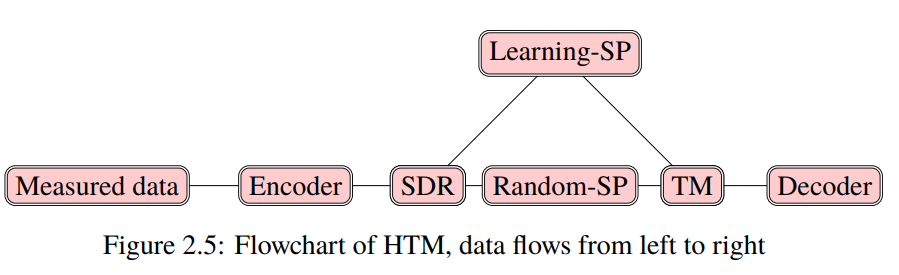 Learning-SP
Measured data
Encoder
SDR
Random-SP
TM
Decoder
Figure 2.5: Flowchart of HTM, data flows from left to right